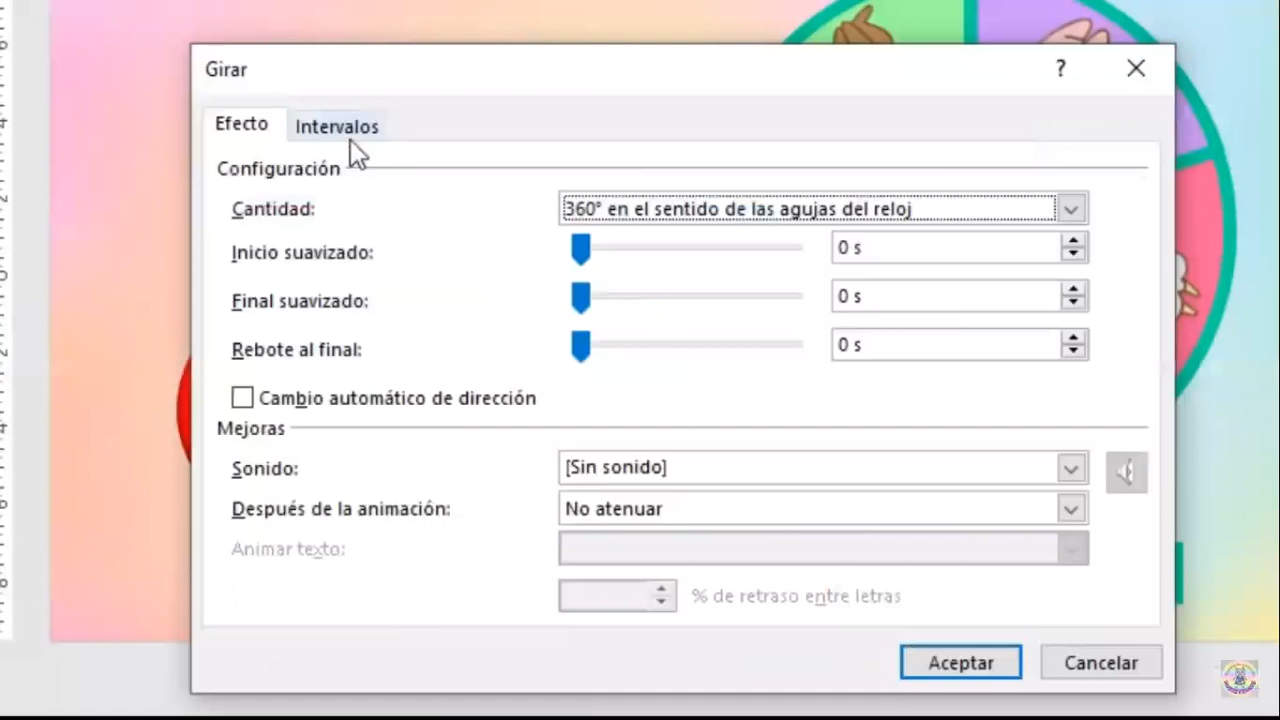 Girar
?
Efecto
Intervalos
Configuración
Cantidad: 360° en el sentido de las agujas del reloj
Inicio suavizado: 0 s
Final suavizado: 0 s
Rebote al final: 0 s
Cambio automático de dirección
Mejoras
Sonido: [Sin sonido]
Después de la animación: No atenuar
Animar texto:
% de retraso entre letras
Aceptar
Cancelar